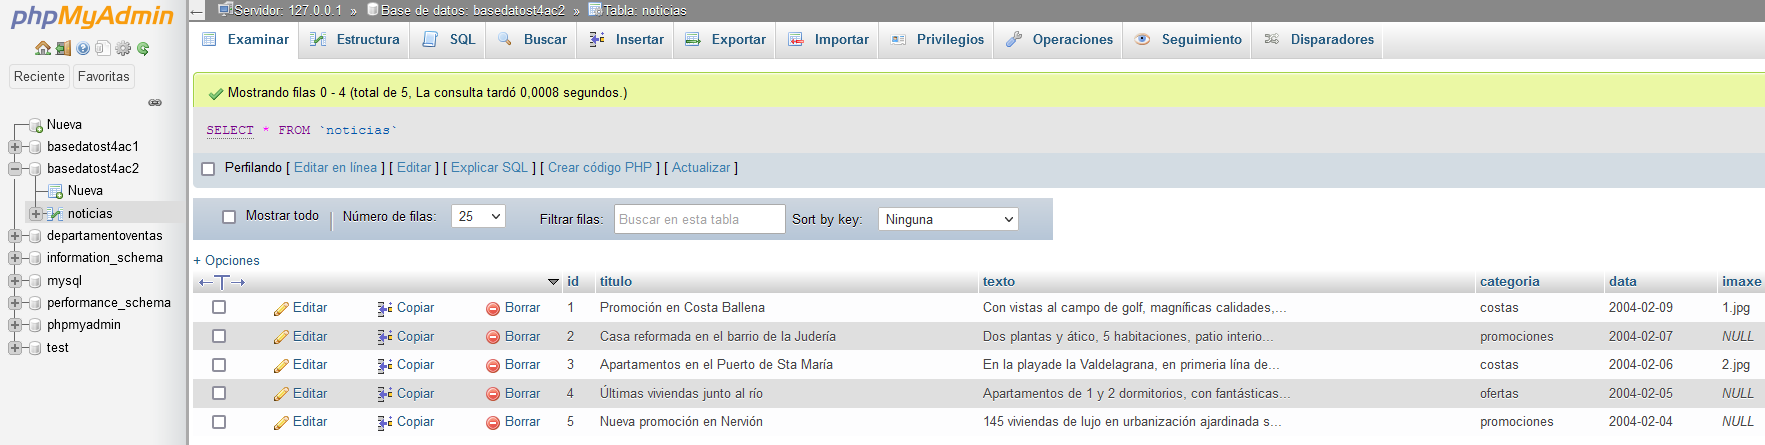 phpMyAdmin
Reciente Favoritas
Nueva
basedatost4ac1
basedatost4ac2
Nueva
noticias
departamentoventas
information_schema
mysql
performance_schema
phpmyadmin
test
Servidor: 127.0.0.1 » Base de datos: basedatost4ac2 » Tabla: noticias
Examinar Estructura SQL Buscar Insertar Exportar Importar Privilegios Operaciones Seguimiento Disparadores
Mostrando filas 0 - 4 (total de 5, La consulta tardó 0,0008 segundos.)
SELECT * FROM `noticias`
Perfilando [ Editar en línea ] [ Editar ] [ Explicar SQL ] [ Crear código PHP ] [ Actualizar ]
Mostrar todo Número de filas: 25 Filtrar filas: Buscar en esta tabla Sort by key: Ninguna
+ Opciones
id titulo texto categoria data imaxe
Editar Copiar Borrar 1 Promoción en Costa Ballena Con vistas al campo de golf, magníficas calidades,... costas 2004-02-09 1.jpg
Editar Copiar Borrar 2 Casa reformada en el barrio de la Judería Dos plantas y ático, 5 habitaciones, patio interio... promociones 2004-02-07 NULL
Editar Copiar Borrar 3 Apartamentos en el Puerto de Sta María En la playade la Valdelagrana, en primeria lína de... costas 2004-02-06 2.jpg
Editar Copiar Borrar 4 Últimas viviendas junto al río Apartamentos de 1 y 2 dormitorios, con fantásticas... ofertas 2004-02-05 NULL
Editar Copiar Borrar 5 Nueva promoción en Nervión 145 viviendas de lujo en urbanización ajardinada s... promociones 2004-02-04 NULL